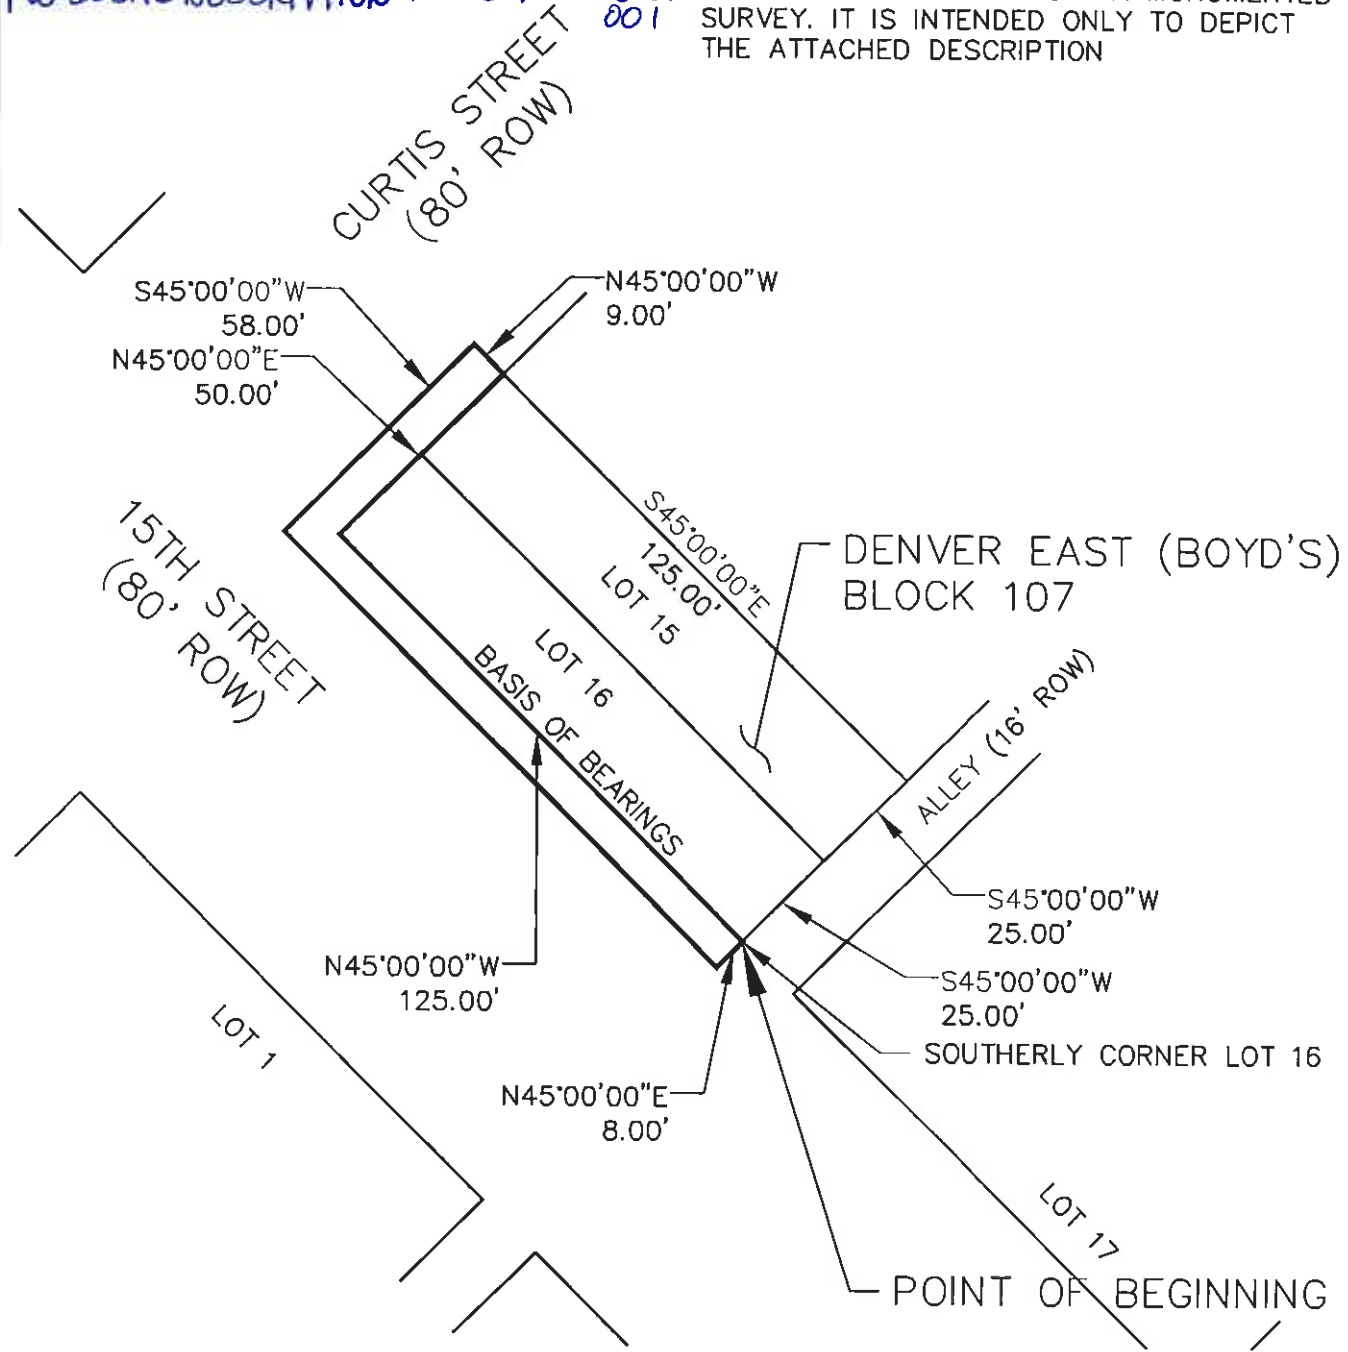 001
SURVEY. IT IS INTENDED ONLY TO DEPICT
THE ATTACHED DESCRIPTION
CURTIS STREET
(80' ROW)
S45°00'00"W
58.00'
N45°00'00"W
9.00'
N45°00'00"E
50.00'
15TH STREET
(80' ROW)
S45°00'00"E
125.00'
LOT 15
LOT 16
DENVER EAST (BOYD'S)
BLOCK 107
BASIS OF BEARINGS
ALLEY (16' ROW)
S45°00'00"W
25.00'
N45°00'00"W
125.00'
S45°00'00"W
25.00'
LOT 1
SOUTHERLY CORNER LOT 16
N45°00'00"E
8.00'
LOT 17
POINT OF BEGINNING